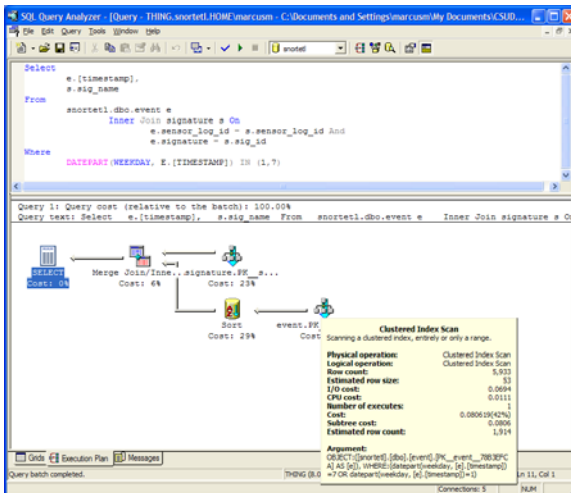 SQL Query Analyzer - [Query - THING.snortetl.HOME\marcusm - C:\Documents and Settings\marcusm\My Documents\CSUD...
File Edit Query Tools Window Help
snortetl
Select
e.[timestamp],
s.sig_name
From
snortetl.dbo.event e
Inner Join signature s On
e.sensor_log_id = s.sensor_log_id And
e.signature = s.sig_id
Where
DATEPART(WEEKDAY, E.[TIMESTAMP]) IN (1,7)
Query 1: Query cost (relative to the batch): 100.00%
Query text: Select e.[timestamp], s.sig_name From snortetl.dbo.event e Inner Join signature s O
SELECT
Cost: 0%
Merge Join/Inne...
Cost: 6%
signature.PK__s...
Cost: 23%
Sort
Cost: 29%
event.PK
Cost
Clustered Index Scan
Scanning a clustered index, entirely or only a range.
Physical operation: Clustered Index Scan
Logical operation: Clustered Index Scan
Row count: 5,933
Estimated row size: 53
I/O cost: 0.0694
CPU cost: 0.0111
Number of executes: 1
Cost: 0.080619(42%)
Subtree cost: 0.0806
Estimated row count: 1,914
Argument:
OBJECT:([snortetl].[dbo].[event].[PK__event__7BB3EFC
A] AS [e]), WHERE:(datepart(weekday, [e].[timestamp])
=7 OR datepart(weekday, [e].[timestamp])=1)
Grids Execution Plan Messages
Query batch completed.
THING (8.0
Ln 11, Col 1
Connections: 5
NUM